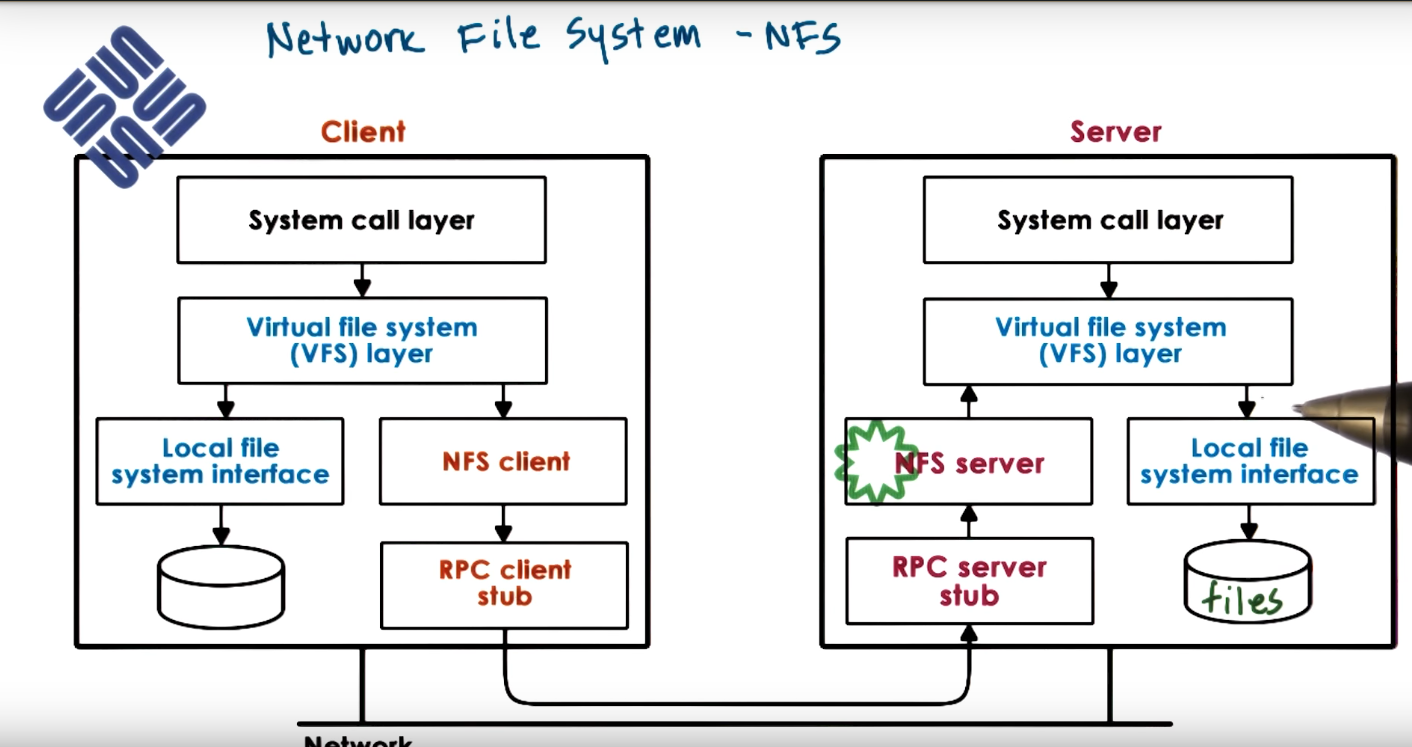 Network File System - NFS
SUN
Client
Server
System call layer
System call layer
Virtual file system
(VFS) layer
Virtual file system
(VFS) layer
Local file
system interface
NFS client
NFS server
Local file
system interface
RPC client
stub
RPC server
stub
files
Network